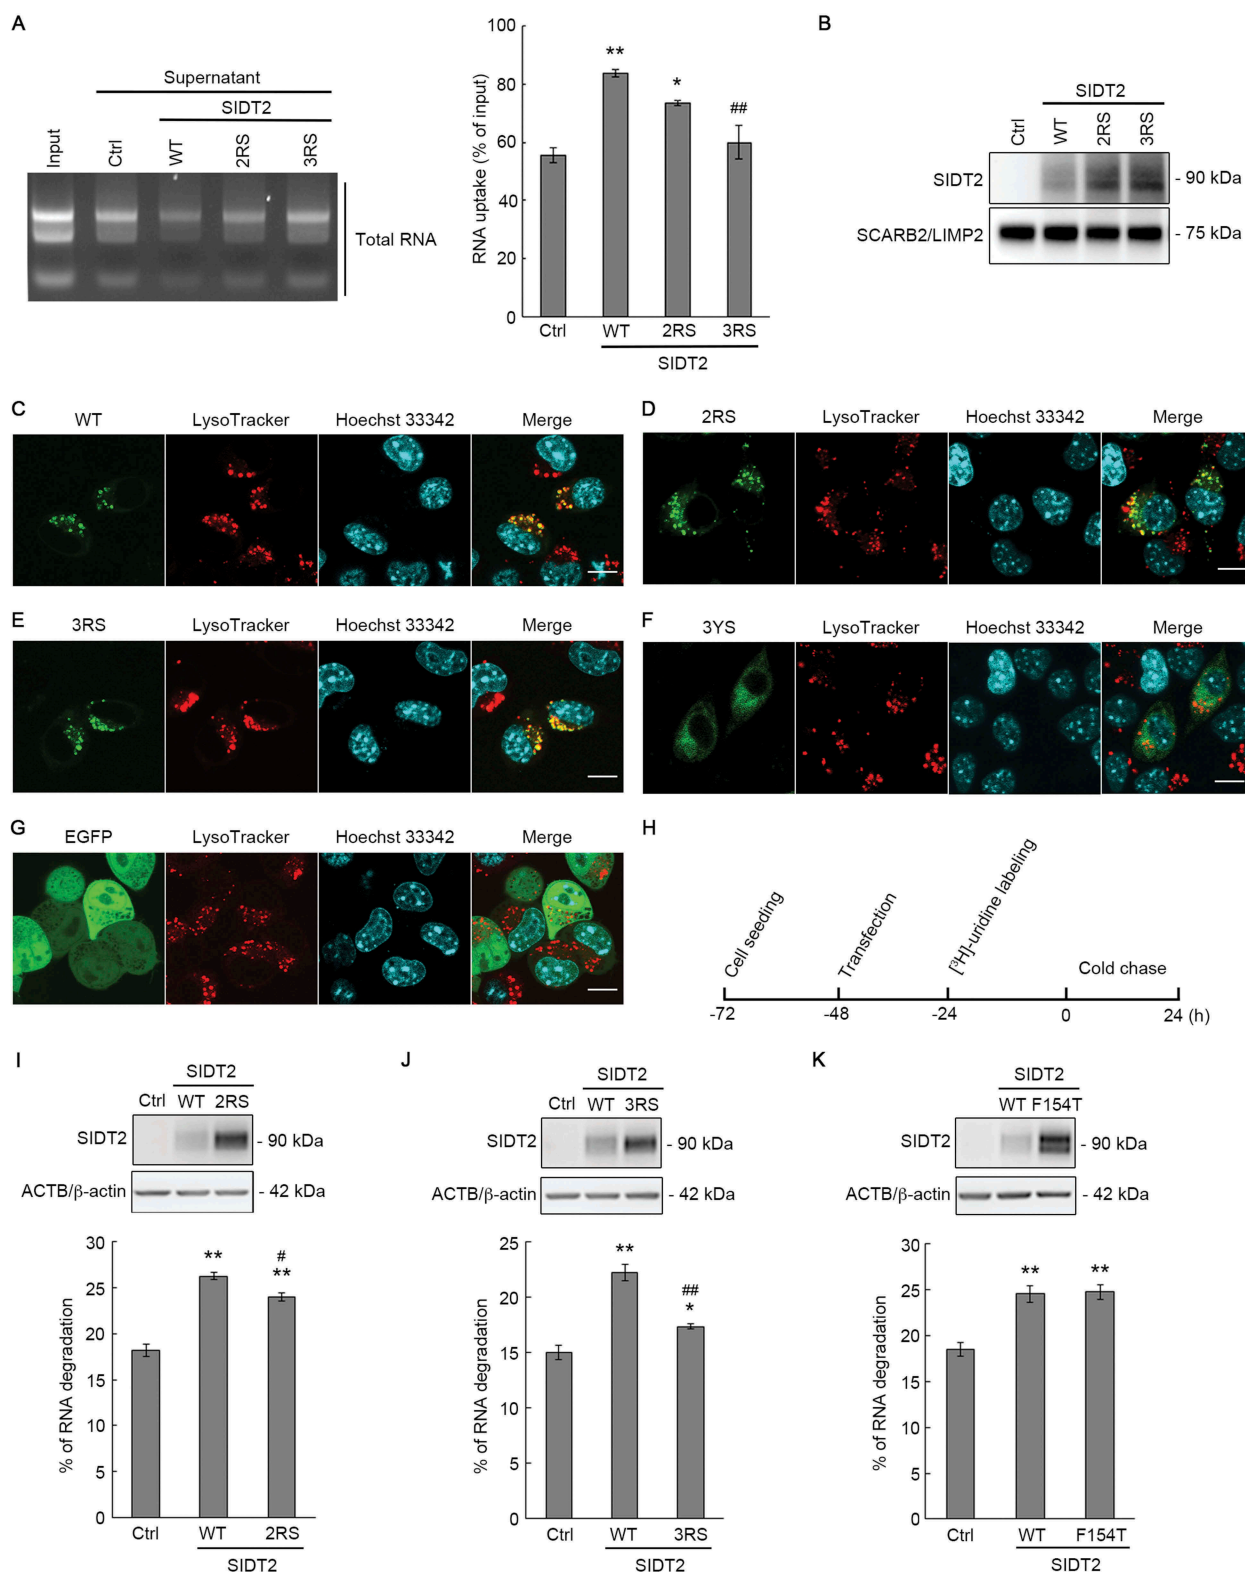 A
Supernatant
SIDT2
Input
Ctrl
WT
2RS
3RS
Total RNA
RNA uptake (% of input)
100
80
60
40
20
0
**
*
##
Ctrl
WT
2RS
3RS
SIDT2
B
SIDT2
Ctrl
WT
2RS
3RS
SIDT2
- 90 kDa
SCARB2/LIMP2
- 75 kDa
C
WT
LysoTracker
Hoechst 33342
Merge
D
2RS
LysoTracker
Hoechst 33342
Merge
E
3RS
LysoTracker
Hoechst 33342
Merge
F
3YS
LysoTracker
Hoechst 33342
Merge
G
EGFP
LysoTracker
Hoechst 33342
Merge
H
Cell seeding
Transfection
[³H]-uridine labeling
Cold chase
-72
-48
-24
0
24 (h)
I
SIDT2
Ctrl WT 2RS
SIDT2
- 90 kDa
ACTB/β-actin
- 42 kDa
% of RNA degradation
30
25
20
15
10
5
0
**
#
**
Ctrl
WT
2RS
SIDT2
J
SIDT2
Ctrl WT 3RS
SIDT2
- 90 kDa
ACTB/β-actin
- 42 kDa
% of RNA degradation
25
20
15
10
5
0
**
##
*
Ctrl
WT
3RS
SIDT2
K
SIDT2
Ctrl WT F154T
SIDT2
- 90 kDa
ACTB/β-actin
- 42 kDa
% of RNA degradation
30
25
20
15
10
5
0
**
**
Ctrl
WT
F154T
SIDT2